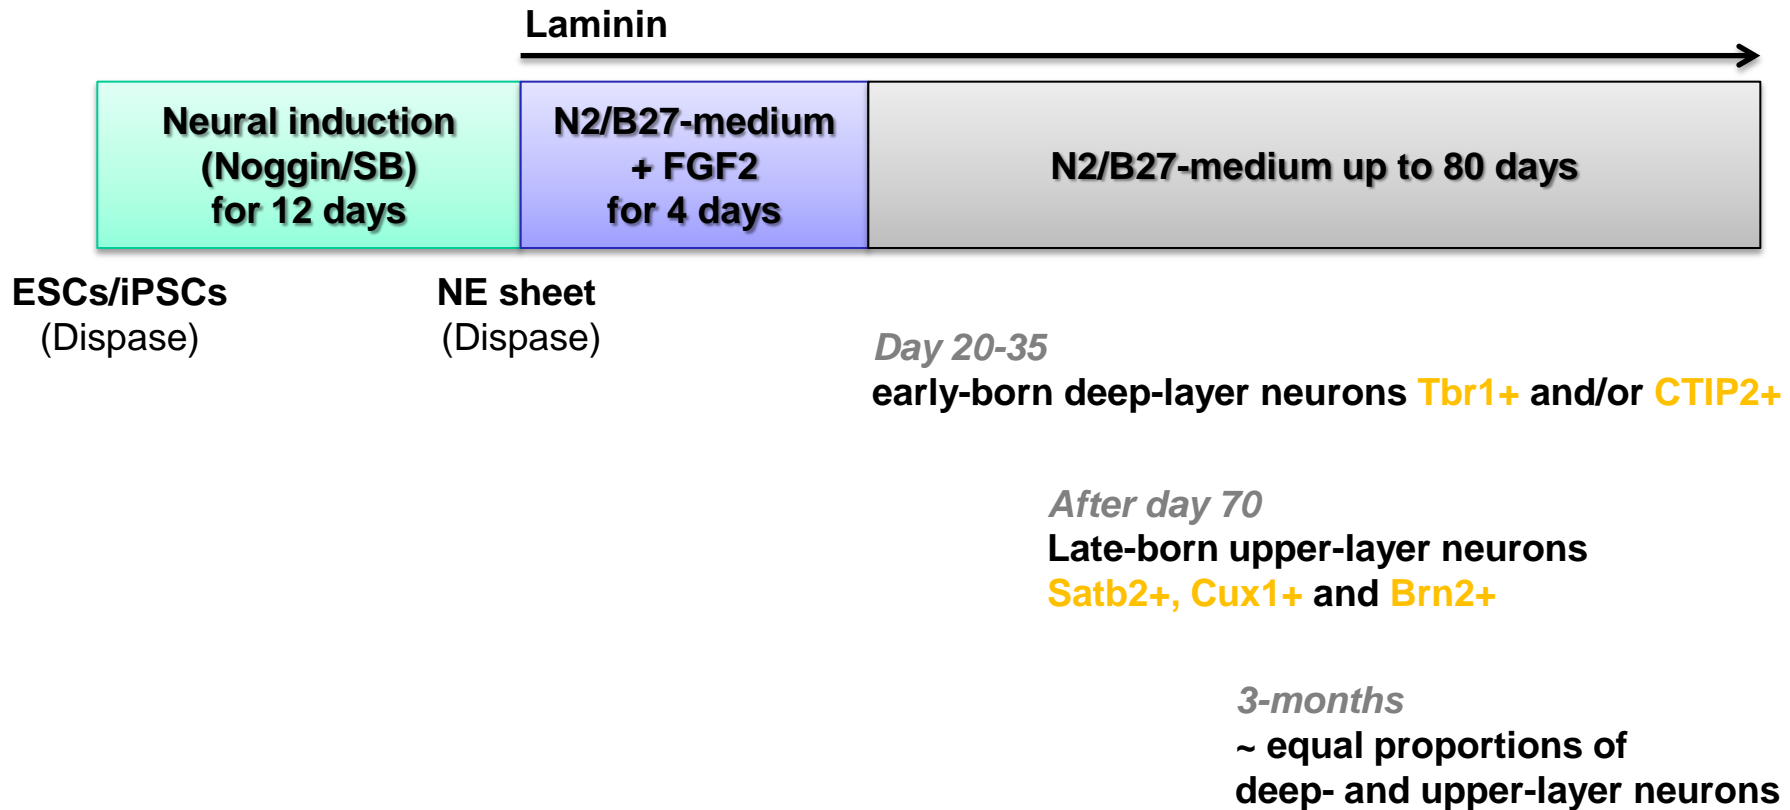 Laminin
Neural induction
(Noggin/SB)
for 12 days
N2/B27-medium
+ FGF2
for 4 days
N2/B27-medium up to 80 days
ESCs/iPSCs
(Dispase)
NE sheet
(Dispase)
Day 20-35
early-born deep-layer neurons Tbr1+ and/or CTIP2+
After day 70
Late-born upper-layer neurons
Satb2+, Cux1+ and Brn2+
3-months
~ equal proportions of
deep- and upper-layer neurons